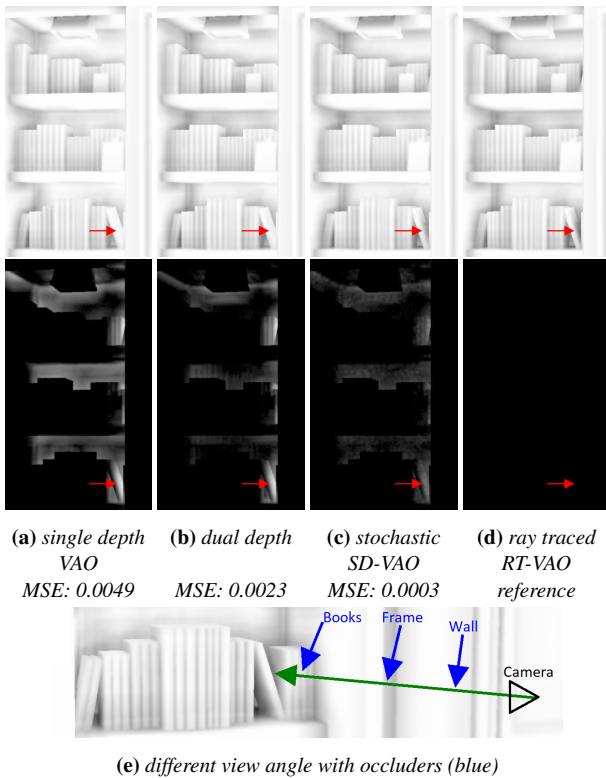 (a) single depth (b) dual depth (c) stochastic (d) ray traced
VAO SD-VAO RT-VAO
MSE: 0.0049 MSE: 0.0023 MSE: 0.0003 reference
Books Frame Wall
Camera
(e) different view angle with occluders (blue)